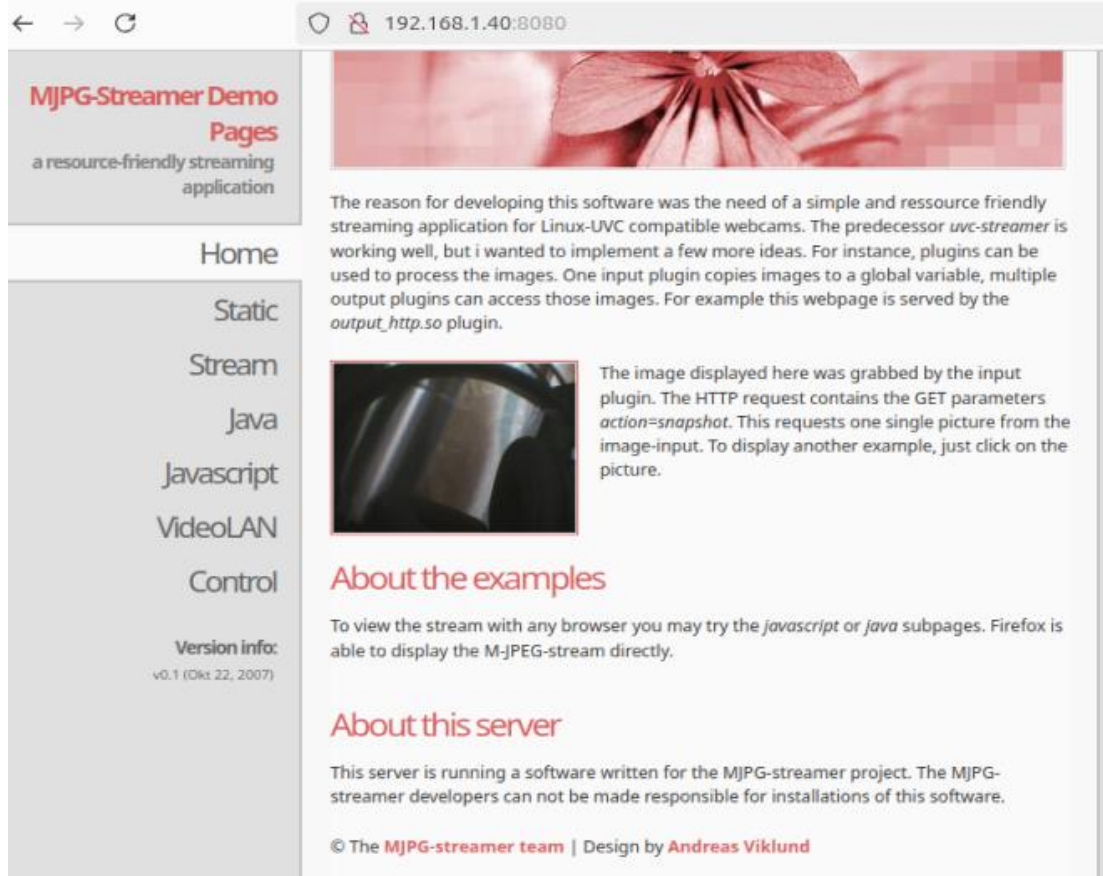 192.168.1.40:8080
MJPG-Streamer Demo
Pages
a resource-friendly streaming
application
Home
Static
Stream
Java
Javascript
VideoLAN
Control
Version info:
v0.1 (Okt 22, 2007)
The reason for developing this software was the need of a simple and ressource friendly
streaming application for Linux-UVC compatible webcams. The predecessor uvc-streamer is
working well, but i wanted to implement a few more ideas. For instance, plugins can be
used to process the images. One input plugin copies images to a global variable, multiple
output plugins can access those images. For example this webpage is served by the
output_http.so plugin.
The image displayed here was grabbed by the input
plugin. The HTTP request contains the GET parameters
action=snapshot. This requests one single picture from the
image-input. To display another example, just click on the
picture.
About the examples
To view the stream with any browser you may try the javascript or java subpages. Firefox is
able to display the M-JPEG-stream directly.
About this server
This server is running a software written for the MJPG-streamer project. The MJPG-
streamer developers can not be made responsible for installations of this software.
© The MJPG-streamer team | Design by Andreas Viklund